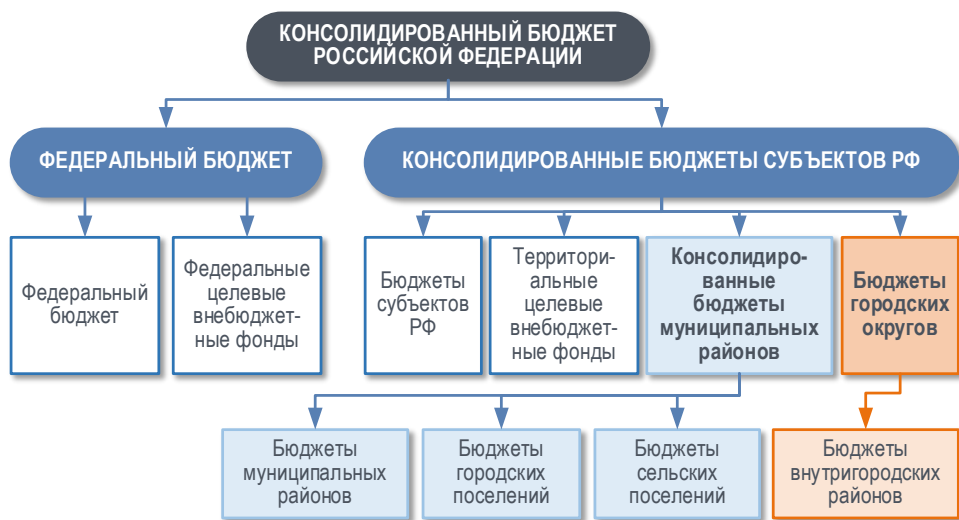 КОНСОЛИДИРОВАННЫЙ БЮДЖЕТ
РОССИЙСКОЙ ФЕДЕРАЦИИ
ФЕДЕРАЛЬНЫЙ БЮДЖЕТ
КОНСОЛИДИРОВАННЫЕ БЮДЖЕТЫ СУБЪЕКТОВ РФ
Федеральный
бюджет
Федеральные
целевые
внебюджет-
ные фонды
Бюджеты
субъектов
РФ
Территори-
альные
целевые
внебюджет-
ные фонды
Консолидиро-
ванные
бюджеты
муниципальных
районов
Бюджеты
городских
округов
Бюджеты
муниципальных
районов
Бюджеты
городских
поселений
Бюджеты
сельских
поселений
Бюджеты
внутригородских
районов